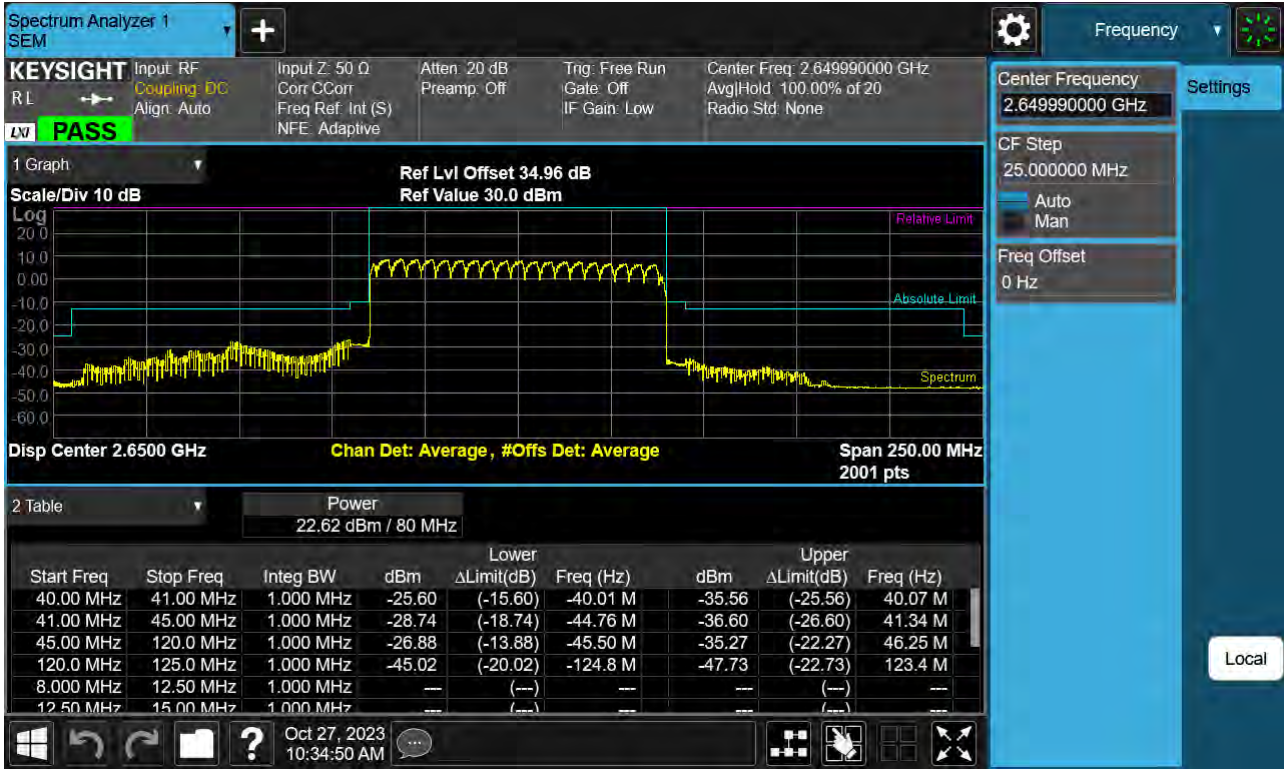 Spectrum Analyzer 1
SEM
+
Frequency
KEYSIGHT
RL
LXI
PASS
Input: RF
Coupling: DC
Align: Auto
Input Z: 50 Ω
Corr CCorr
Freq Ref: Int (S)
NFE: Adaptive
Atten: 20 dB
Preamp: Off
Trig: Free Run
Gate: Off
IF Gain: Low
Center Freq: 2.649990000 GHz
Avg|Hold: 100.00% of 20
Radio Std: None
Center Frequency
2.649990000 GHz
Settings
CF Step
25.000000 MHz
Auto
Man
Freq Offset
0 Hz
Local
1 Graph
Scale/Div 10 dB
Ref Lvl Offset 34.96 dB
Ref Value 30.0 dBm
Log
20.0
10.0
0.00
-10.0
-20.0
-30.0
-40.0
-50.0
-60.0
Relative Limit
Absolute Limit
Spectrum
Disp Center 2.6500 GHz
Chan Det: Average, #Offs Det: Average
Span 250.00 MHz
2001 pts
2 Table
Power
22.62 dBm / 80 MHz
Lower Upper
Start Freq Stop Freq Integ BW dBm ΔLimit(dB) Freq (Hz) dBm ΔLimit(dB) Freq (Hz)
40.00 MHz 41.00 MHz 1.000 MHz -25.60 (-15.60) -40.01 M -35.56 (-25.56) 40.07 M
41.00 MHz 45.00 MHz 1.000 MHz -28.74 (-18.74) -44.76 M -36.60 (-26.60) 41.34 M
45.00 MHz 120.0 MHz 1.000 MHz -26.88 (-13.88) -45.50 M -35.27 (-22.27) 46.25 M
120.0 MHz 125.0 MHz 1.000 MHz -45.02 (-20.02) -124.8 M -47.73 (-22.73) 123.4 M
8.000 MHz 12.50 MHz 1.000 MHz --- (---) --- --- (---) ---
12.50 MHz 15.00 MHz 1.000 MHz --- (---) --- --- (---) ---
?
Oct 27, 2023
10:34:50 AM